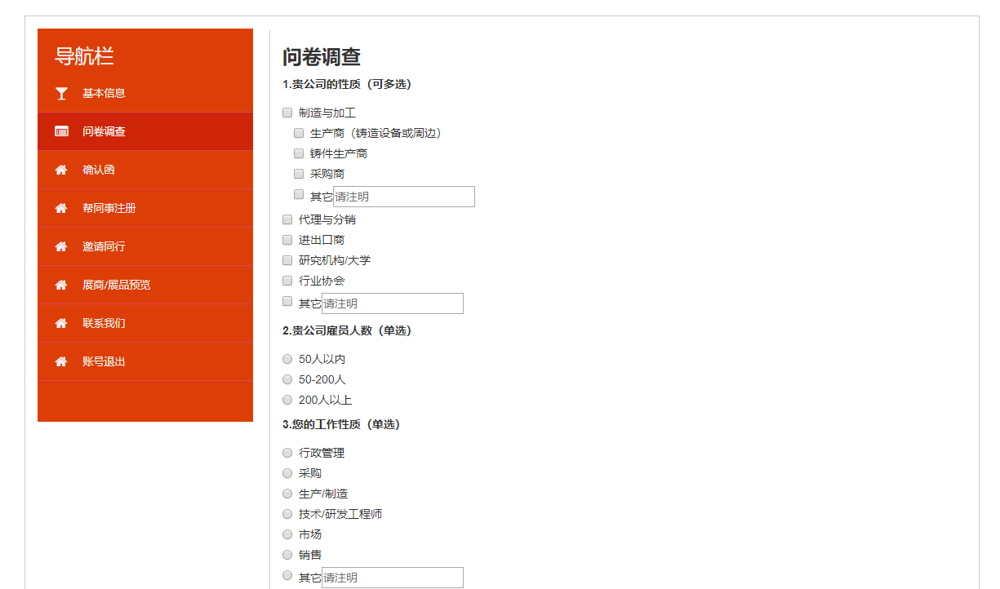 导航栏
基本信息
问卷调查
确认函
帮同事注册
邀请同行
展商/展品预览
联系我们
账号退出
问卷调查
1.贵公司的性质（可多选）
制造与加工
生产商（铸造设备或周边）
铸件生产商
采购商
其它请注明
代理与分销
进出口商
研究机构/大学
行业协会
其它请注明
2.贵公司雇员人数（单选）
50人以内
50-200人
200人以上
3.您的工作性质（单选）
行政管理
采购
生产/制造
技术/研发工程师
市场
销售
其它请注明